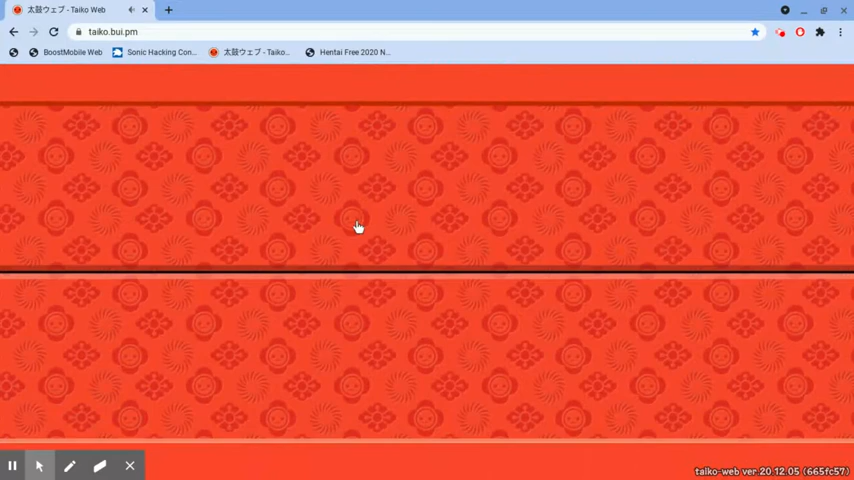 太鼓ウェブ - Taiko Web
taiko.bui.pm
BoostMobile Web
Sonic Hacking Con...
太鼓ウェブ - Taiko...
Hentai Free 2020 N...
taiko-web ver.20.12.05 (665fc57)